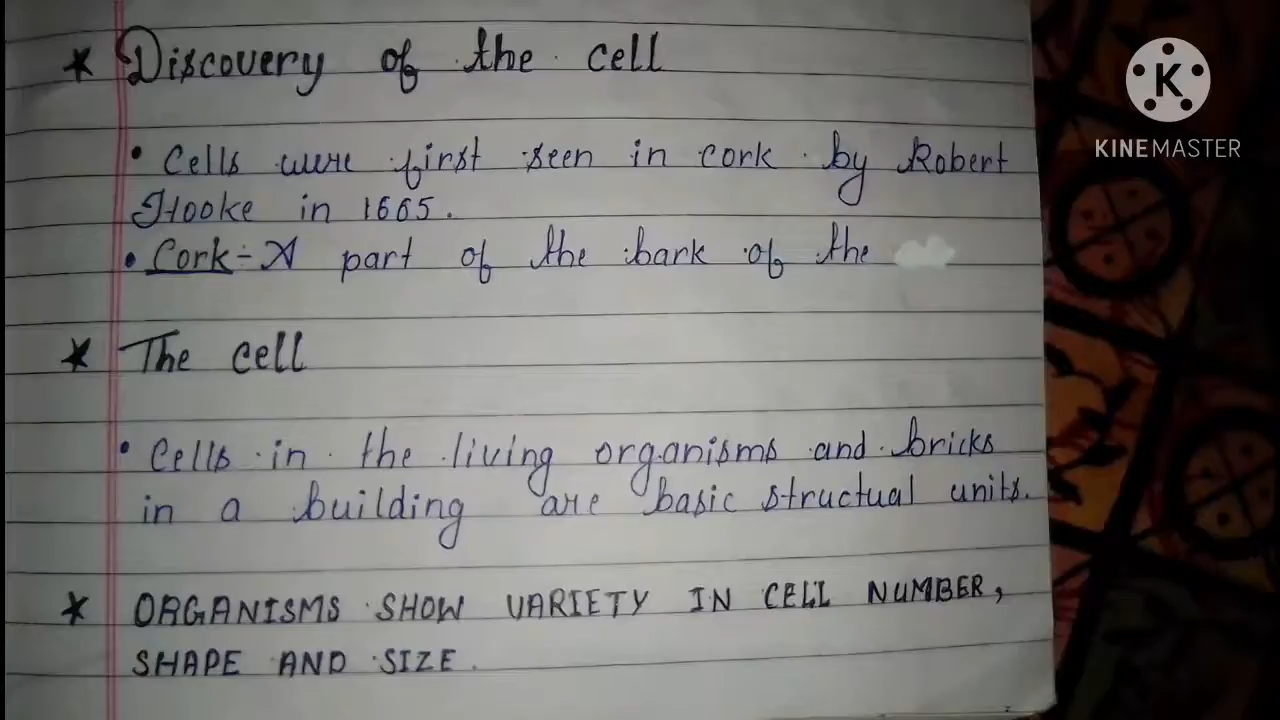 * Discovery of the cell
• Cells were first seen in cork by Robert
Hooke in 1665.
• Cork - A part of the bark of the
* The cell
• Cells in the living organisms and bricks
in a building are basic structual units.
* ORGANISMS SHOW VARIETY IN CELL NUMBER,
SHAPE AND SIZE.
K
KINEMASTER